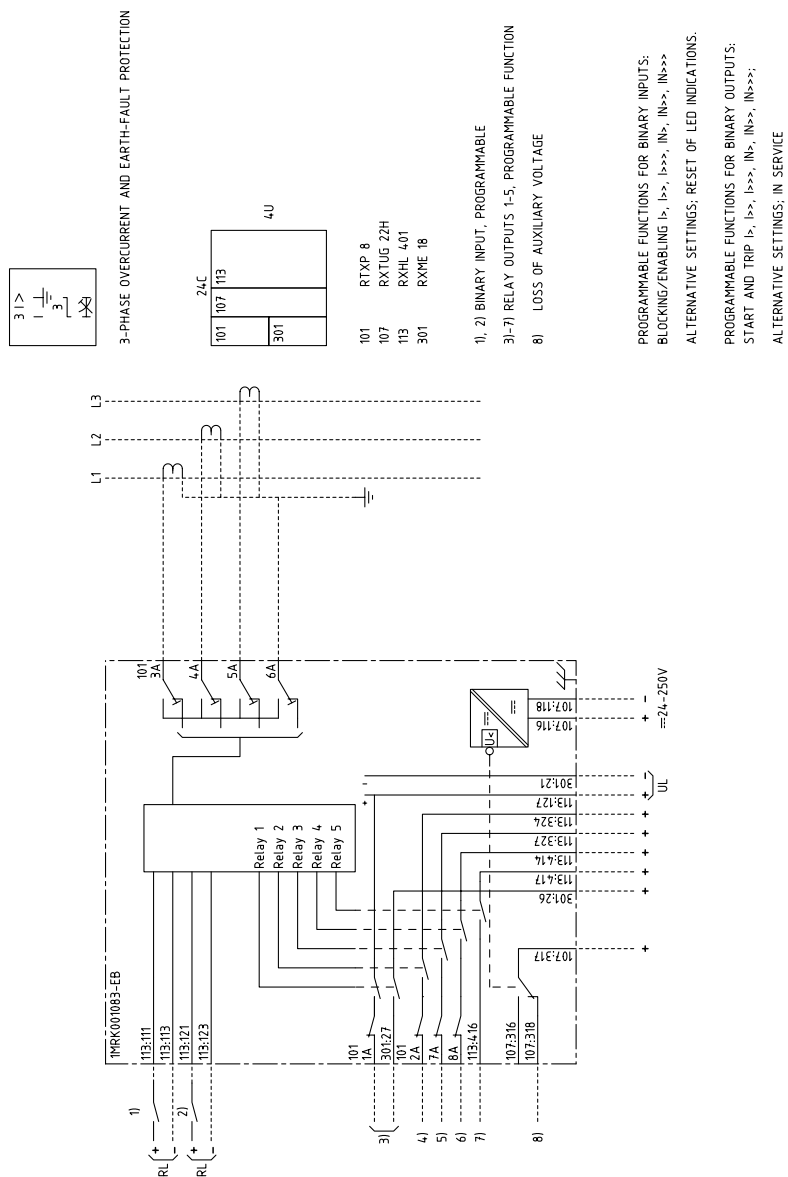 3 I>
3
3-PHASE OVERCURRENT AND EARTH-FAULT PROTECTION
24C
4U
101
107
113
301
101 RTXP 8
107 RXTUG 22H
113 RXHL 401
301 RXME 18
1), 2) BINARY INPUT, PROGRAMMABLE
3)-7) RELAY OUTPUTS 1-5, PROGRAMMABLE FUNCTION
8) LOSS OF AUXILIARY VOLTAGE
PROGRAMMABLE FUNCTIONS FOR BINARY INPUTS:
BLOCKING/ENABLING I>, I>>, I>>>, IN>, IN>>, IN>>>
ALTERNATIVE SETTINGS; RESET OF LED INDICATIONS.
PROGRAMMABLE FUNCTIONS FOR BINARY OUTPUTS:
START AND TRIP I>, I>>, I>>>, IN>, IN>>, IN>>>;
ALTERNATIVE SETTINGS; IN SERVICE
L3
L2
L1
101
3A
4A
5A
6A
1MRK001083-EB
Relay 1
Relay 2
Relay 3
Relay 4
Relay 5
U<
107:118
107:116
- + 24-250V
301:21
113:127
- + UL
113:324
113:327
113:414
113:417
301:26
107:317
+
+
+
+
+
+
113:111
113:113
113:121
113:123
101
1A
301:27
101
2A
7A
8A
113:416
107:316
107:318
1)
2)
+ - RL
+ - RL
3)
4)
5)
6)
7)
8)
+
-